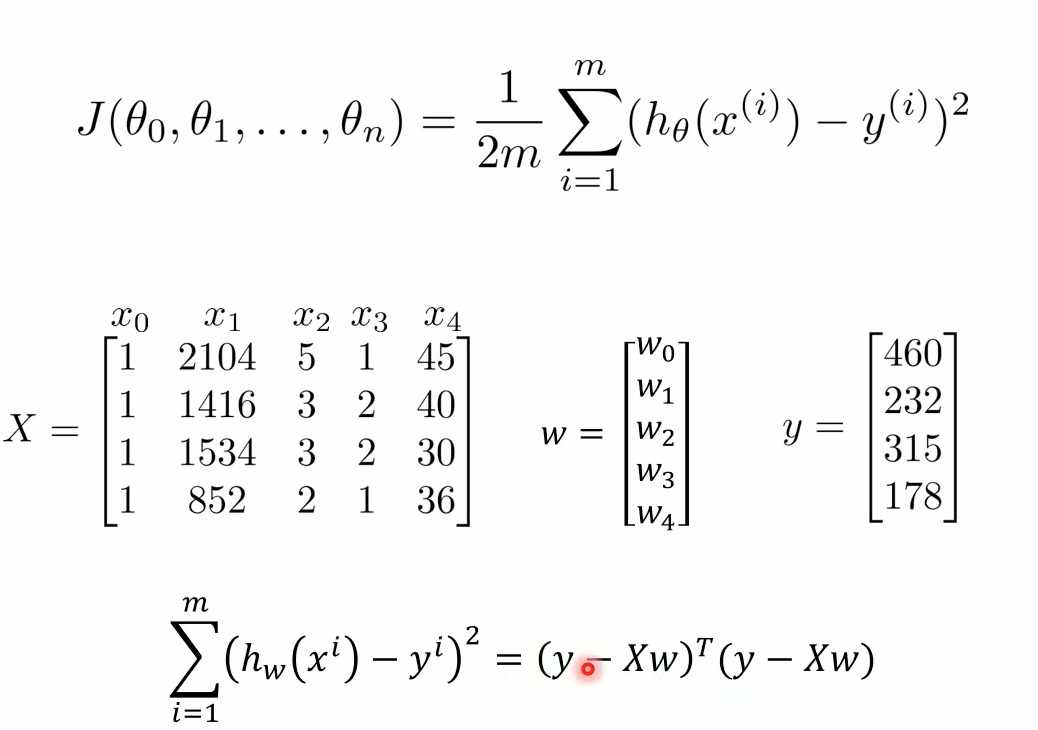 J(θ₀, θ₁, . . . , θₙ) = 1/2m ∑ᵢ₌₁ᵐ (h_θ(x⁽ⁱ⁾) − y⁽ⁱ⁾)²
x₀ x₁ x₂ x₃ x₄
X = [1 2104 5 1 45
1 1416 3 2 40
1 1534 3 2 30
1 852 2 1 36]
w = [w₀
w₁
w₂
w₃
w₄]
y = [460
232
315
178]
∑ᵢ₌₁ᵐ (h_w(xⁱ) − yⁱ)² = (y − Xw)ᵀ(y − Xw)